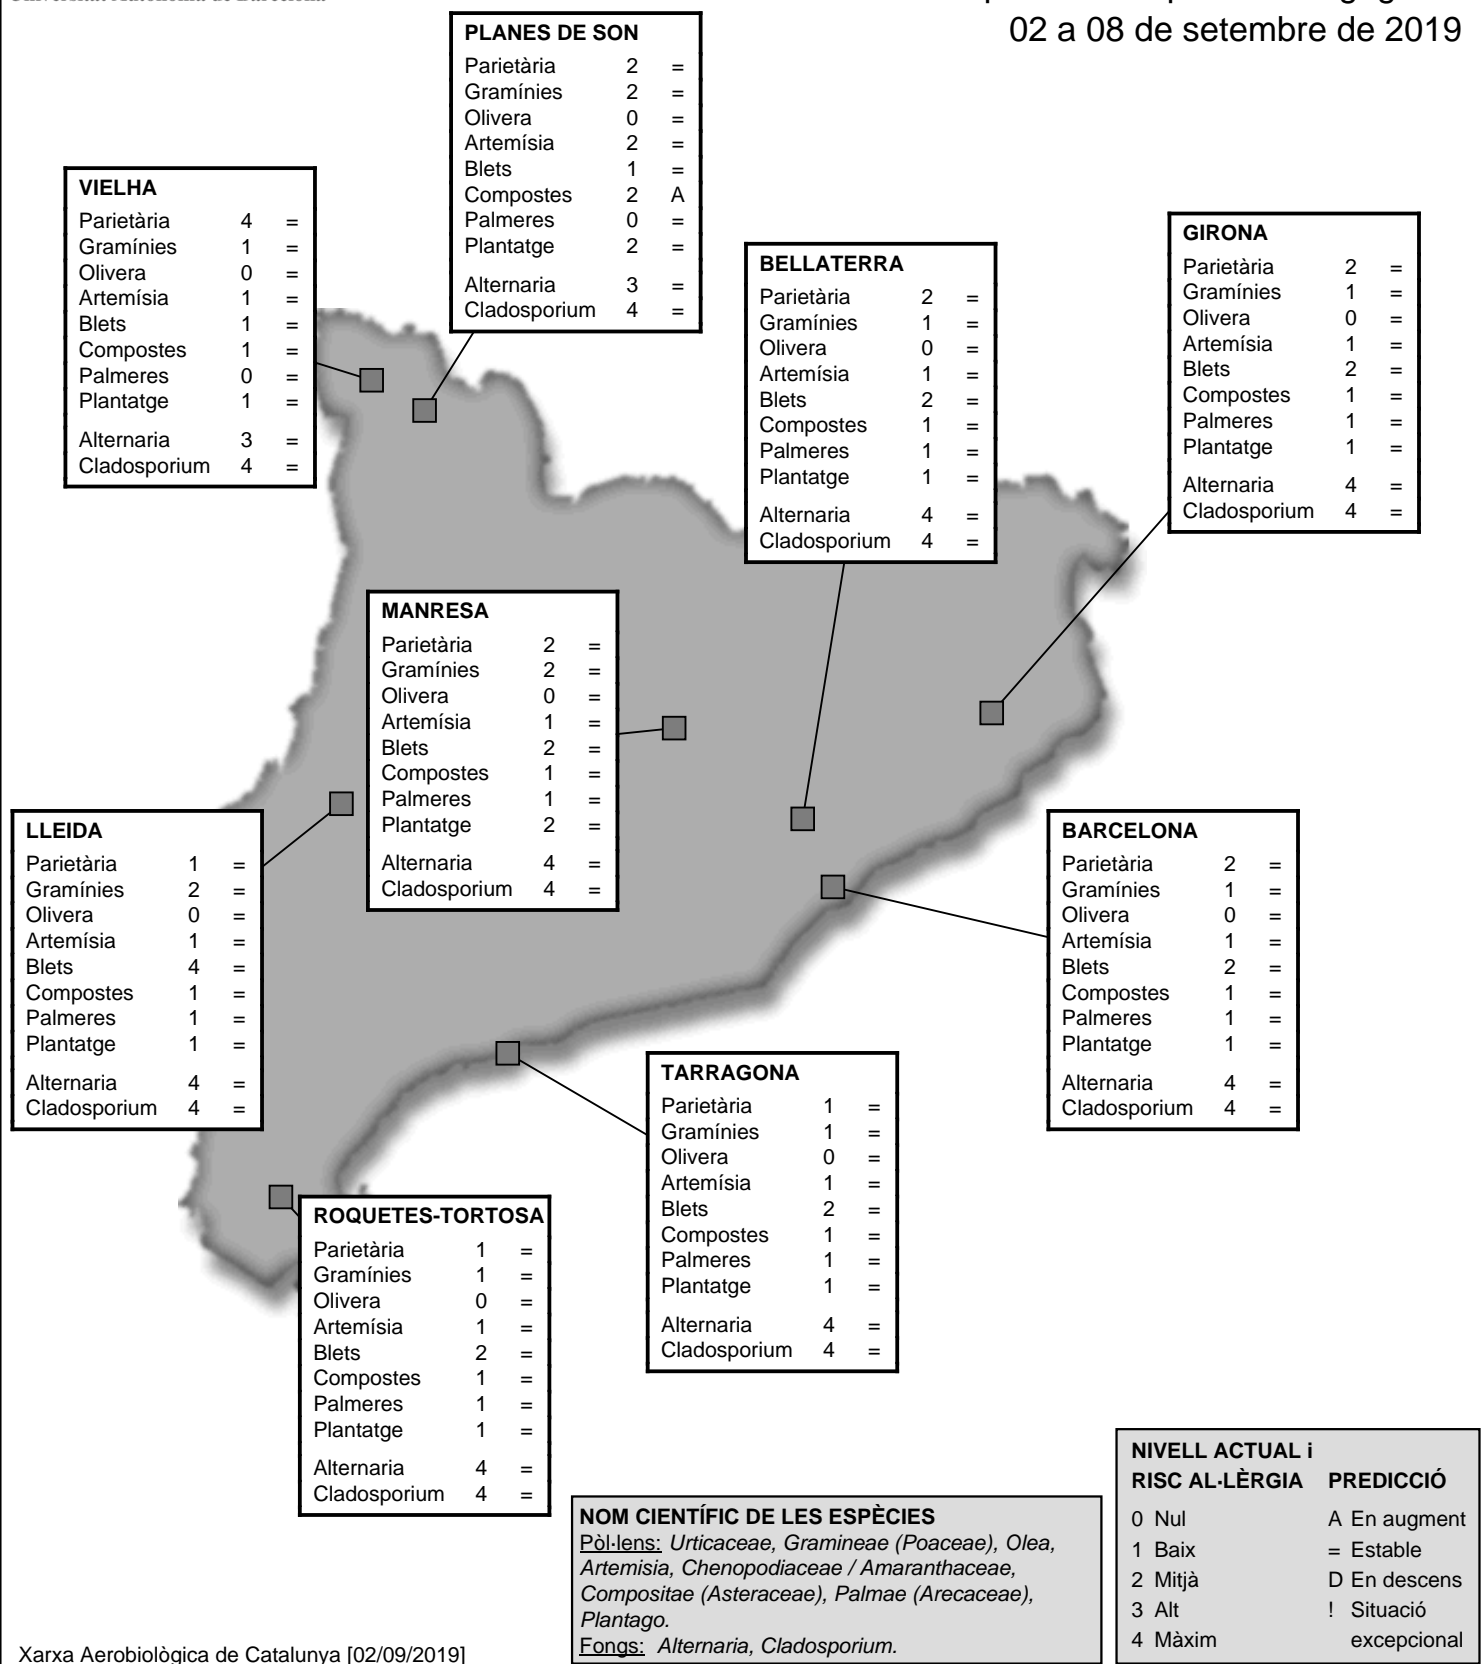 02 a 08 de setembre de 2019
PLANES DE SON
Parietària 2 =
Gramínies 2 =
Olivera 0 =
Artemísia 2 =
Blets 1 =
Compostes 2 A
Palmeres 0 =
Plantatge 2 =
Alternaria 3 =
Cladosporium 4 =
VIELHA
Parietària 4 =
Gramínies 1 =
Olivera 0 =
Artemísia 1 =
Blets 1 =
Compostes 1 =
Palmeres 0 =
Plantatge 1 =
Alternaria 3 =
Cladosporium 4 =
GIRONA
Parietària 2 =
Gramínies 1 =
Olivera 0 =
Artemísia 1 =
Blets 2 =
Compostes 1 =
Palmeres 1 =
Plantatge 1 =
Alternaria 4 =
Cladosporium 4 =
BELLATERRA
Parietària 2 =
Gramínies 1 =
Olivera 0 =
Artemísia 1 =
Blets 2 =
Compostes 1 =
Palmeres 1 =
Plantatge 1 =
Alternaria 4 =
Cladosporium 4 =
MANRESA
Parietària 2 =
Gramínies 2 =
Olivera 0 =
Artemísia 1 =
Blets 2 =
Compostes 1 =
Palmeres 1 =
Plantatge 2 =
Alternaria 4 =
Cladosporium 4 =
LLEIDA
Parietària 1 =
Gramínies 2 =
Olivera 0 =
Artemísia 1 =
Blets 4 =
Compostes 1 =
Palmeres 1 =
Plantatge 1 =
Alternaria 4 =
Cladosporium 4 =
BARCELONA
Parietària 2 =
Gramínies 1 =
Olivera 0 =
Artemísia 1 =
Blets 2 =
Compostes 1 =
Palmeres 1 =
Plantatge 1 =
Alternaria 4 =
Cladosporium 4 =
TARRAGONA
Parietària 1 =
Gramínies 1 =
Olivera 0 =
Artemísia 1 =
Blets 2 =
Compostes 1 =
Palmeres 1 =
Plantatge 1 =
Alternaria 4 =
Cladosporium 4 =
ROQUETES-TORTOSA
Parietària 1 =
Gramínies 1 =
Olivera 0 =
Artemísia 1 =
Blets 2 =
Compostes 1 =
Palmeres 1 =
Plantatge 1 =
Alternaria 4 =
Cladosporium 4 =
NOM CIENTÍFIC DE LES ESPÈCIES
Pòl·lens: Urticaceae, Gramineae (Poaceae), Olea,
Artemisia, Chenopodiaceae / Amaranthaceae,
Compositae (Asteraceae), Palmae (Arecaceae),
Plantago.
Fongs: Alternaria, Cladosporium.
NIVELL ACTUAL i
RISC AL·LÈRGIA PREDICCIÓ
0 Nul A En augment
1 Baix = Estable
2 Mitjà D En descens
3 Alt ! Situació
4 Màxim excepcional
Xarxa Aerobiològica de Catalunya [02/09/2019]